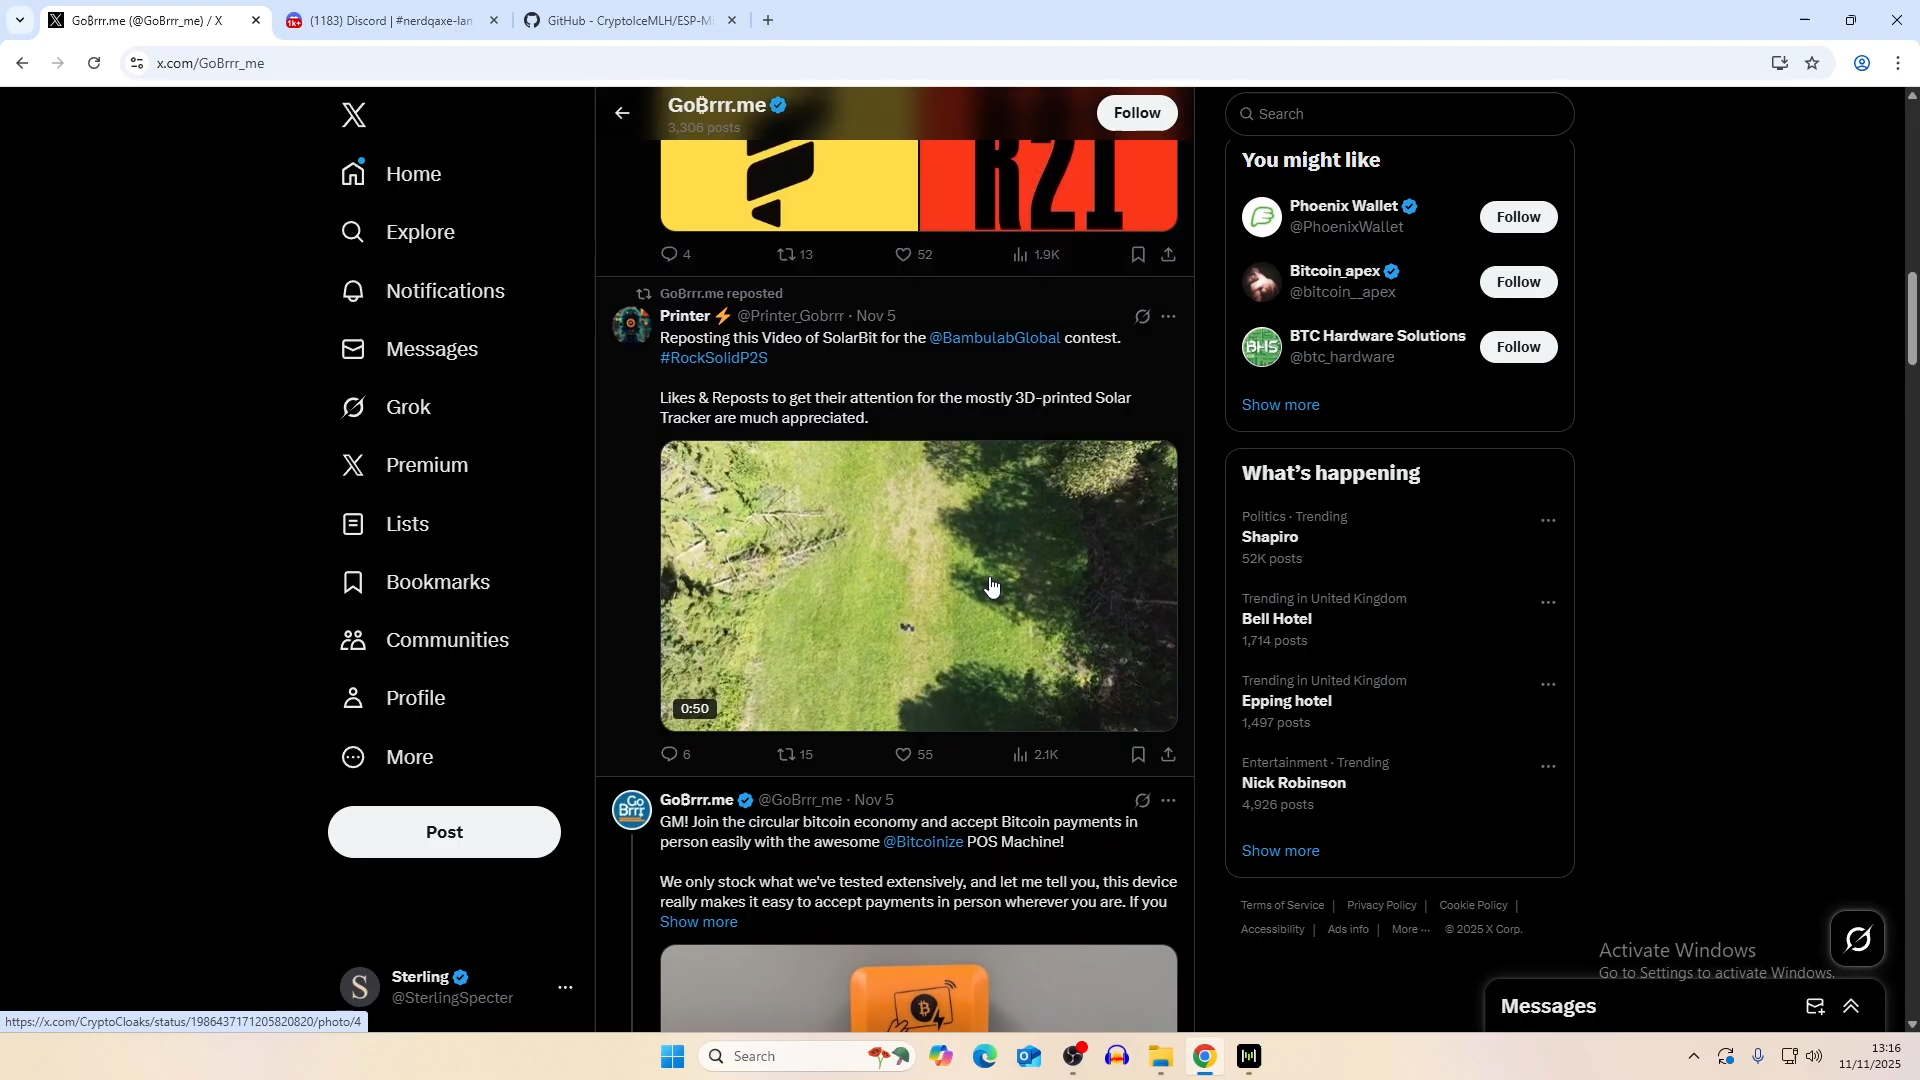 GoBrrr.me (@GoBrrr_me) / X
(1183) Discord | #nerdqaxe-lan
GitHub - CryptoIceMLH/ESP-Mi
x.com/GoBrrr_me
Home
Explore
Notifications
Messages
Grok
Premium
Lists
Bookmarks
Communities
Profile
More
Post
Sterling
@SterlingSpecter
https://x.com/CryptoCloaks/status/1986437171205820820/photo/4
GoBrrr.me
3,306 posts
Follow
R21
4
13
52
1.9K
GoBrrr.me reposted
Printer ⚡ @Printer_Gobrrr · Nov 5
Reposting this Video of SolarBit for the @BambulabGlobal contest.
#RockSolidP2S
Likes & Reposts to get their attention for the mostly 3D-printed Solar
Tracker are much appreciated.
0:50
6
15
55
2.1K
Go
Brrr
GoBrrr.me @GoBrrr_me · Nov 5
GM! Join the circular bitcoin economy and accept Bitcoin payments in
person easily with the awesome @Bitcoinize POS Machine!
We only stock what we've tested extensively, and let me tell you, this device
really makes it easy to accept payments in person wherever you are. If you
Show more
Search
You might like
Phoenix Wallet
@PhoenixWallet
Follow
Bitcoin_apex
@bitcoin__apex
Follow
BHS
BTC Hardware Solutions
@btc_hardware
Follow
Show more
What's happening
Politics · Trending
Shapiro
52K posts
Trending in United Kingdom
Bell Hotel
1,714 posts
Trending in United Kingdom
Epping hotel
1,497 posts
Entertainment · Trending
Nick Robinson
4,926 posts
Show more
Terms of Service | Privacy Policy | Cookie Policy |
Accessibility | Ads info | More ··· © 2025 X Corp.
Activate Windows
Go to Settings to activate Windows.
Messages
Search
13:16
11/11/2025